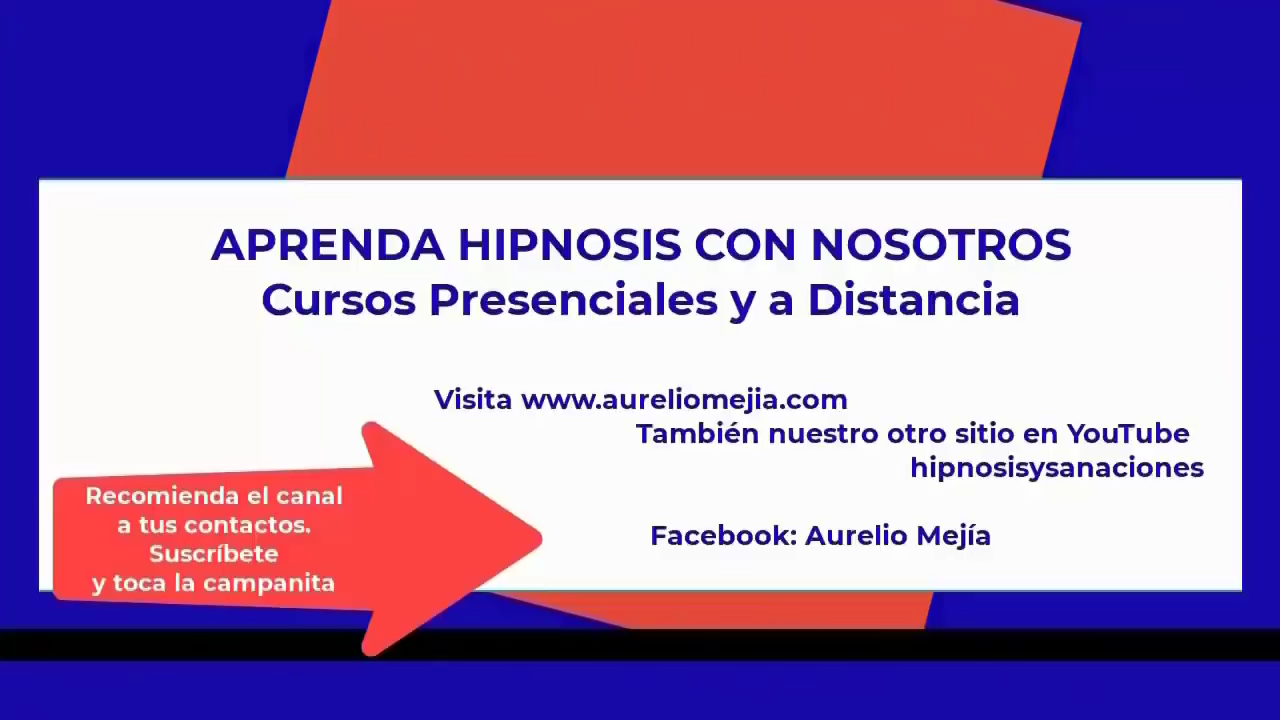 APRENDA HIPNOSIS CON NOSOTROS
Cursos Presenciales y a Distancia
Visita www.aureliomejia.com
También nuestro otro sitio en YouTube
hipnosisysanaciones
Facebook: Aurelio Mejía
Recomienda el canal
a tus contactos.
Suscríbete
y toca la campanita